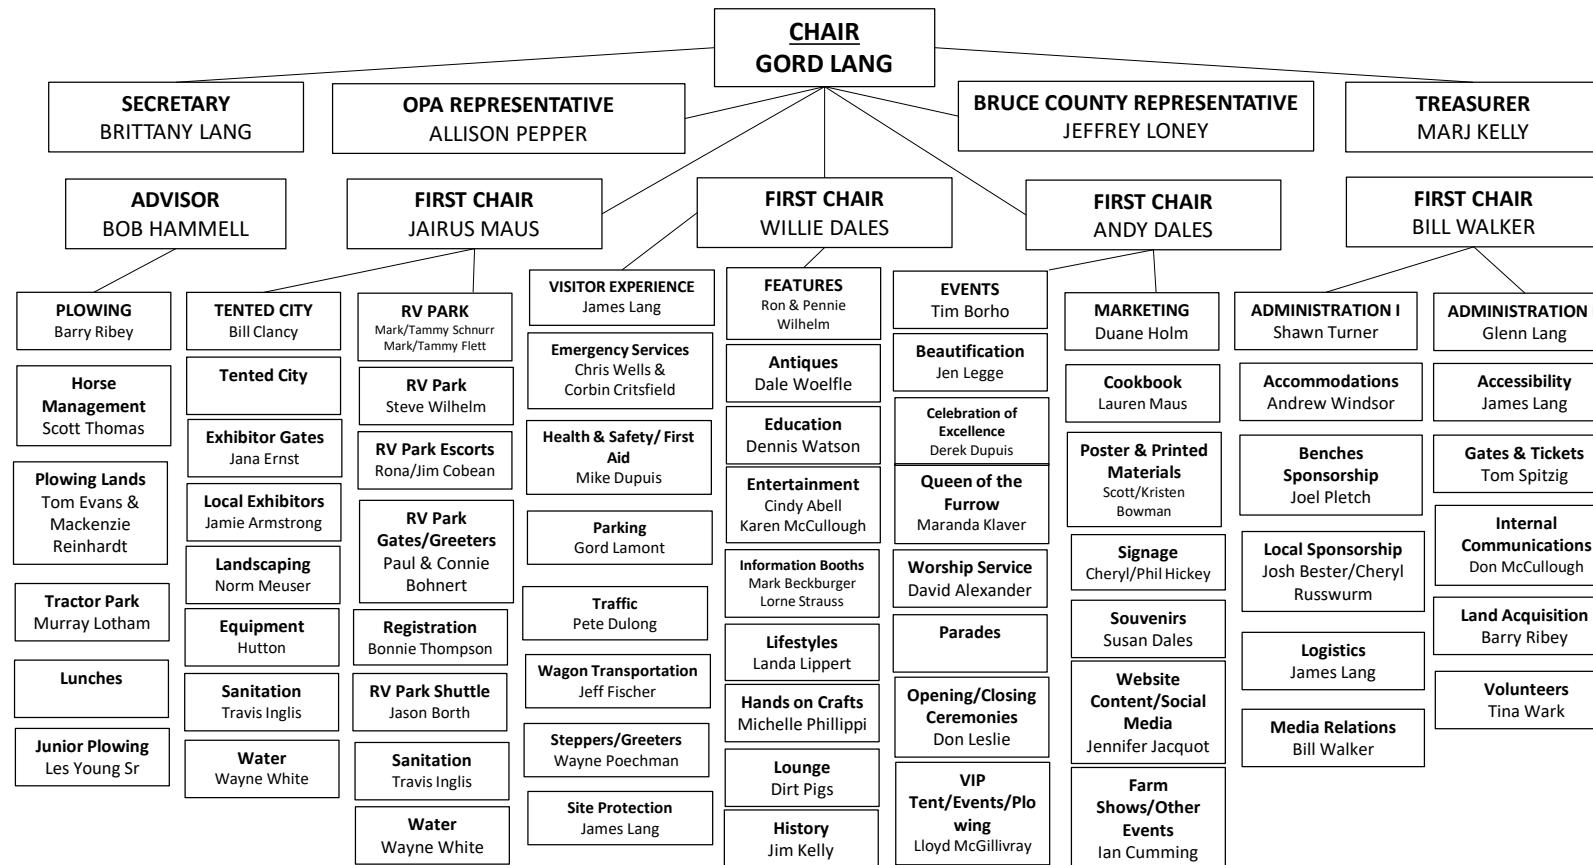 CHAIR
GORD LANG
SECRETARY
BRITTANY LANG
OPA REPRESENTATIVE
ALLISON PEPPER
BRUCE COUNTY REPRESENTATIVE
JEFFREY LONEY
TREASURER
MARJ KELLY
ADVISOR
BOB HAMMELL
FIRST CHAIR
JAIRUS MAUS
FIRST CHAIR
WILLIE DALES
FIRST CHAIR
ANDY DALES
FIRST CHAIR
BILL WALKER
PLOWING
Barry Ribey
Horse
Management
Scott Thomas
Plowing Lands
Tom Evans &
Mackenzie
Reinhardt
Tractor Park
Murray Lotham
Lunches
Junior Plowing
Les Young Sr
TENTED CITY
Bill Clancy
Tented City
Exhibitor Gates
Jana Ernst
Local Exhibitors
Jamie Armstrong
Landscaping
Norm Meuser
Equipment
Hutton
Sanitation
Travis Inglis
Water
Wayne White
RV PARK
Mark/Tammy Schnurr
Mark/Tammy Flett
RV Park
Steve Wilhelm
RV Park Escorts
Rona/Jim Cobean
RV Park
Gates/Greeters
Paul & Connie
Bohnert
Registration
Bonnie Thompson
RV Park Shuttle
Jason Borth
Sanitation
Travis Inglis
Water
Wayne White
VISITOR EXPERIENCE
James Lang
Emergency Services
Chris Wells &
Corbin Critsfield
Health & Safety/ First
Aid
Mike Dupuis
Parking
Gord Lamont
Traffic
Pete Dulong
Wagon Transportation
Jeff Fischer
Steppers/Greeters
Wayne Poechman
Site Protection
James Lang
FEATURES
Ron & Pennie
Wilhelm
Antiques
Dale Woelfle
Education
Dennis Watson
Entertainment
Cindy Abell
Karen McCullough
Information Booths
Mark Beckburger
Lorne Strauss
Lifestyles
Landa Lippert
Hands on Crafts
Michelle Phillippi
Lounge
Dirt Pigs
History
Jim Kelly
EVENTS
Tim Borho
Beautification
Jen Legge
Celebration of
Excellence
Derek Dupuis
Queen of the
Furrow
Maranda Klaver
Worship Service
David Alexander
Parades
Opening/Closing
Ceremonies
Don Leslie
VIP
Tent/Events/Plo
wing
Lloyd McGillivray
MARKETING
Duane Holm
Cookbook
Lauren Maus
Poster & Printed
Materials
Scott/Kristen
Bowman
Signage
Cheryl/Phil Hickey
Souvenirs
Susan Dales
Website
Content/Social
Media
Jennifer Jacquot
Farm
Shows/Other
Events
Ian Cumming
ADMINISTRATION I
Shawn Turner
Accommodations
Andrew Windsor
Benches
Sponsorship
Joel Pletch
Local Sponsorship
Josh Bester/Cheryl
Russwurm
Logistics
James Lang
Media Relations
Bill Walker
ADMINISTRATION
Glenn Lang
Accessibility
James Lang
Gates & Tickets
Tom Spitzig
Internal
Communications
Don McCullough
Land Acquisition
Barry Ribey
Volunteers
Tina Wark